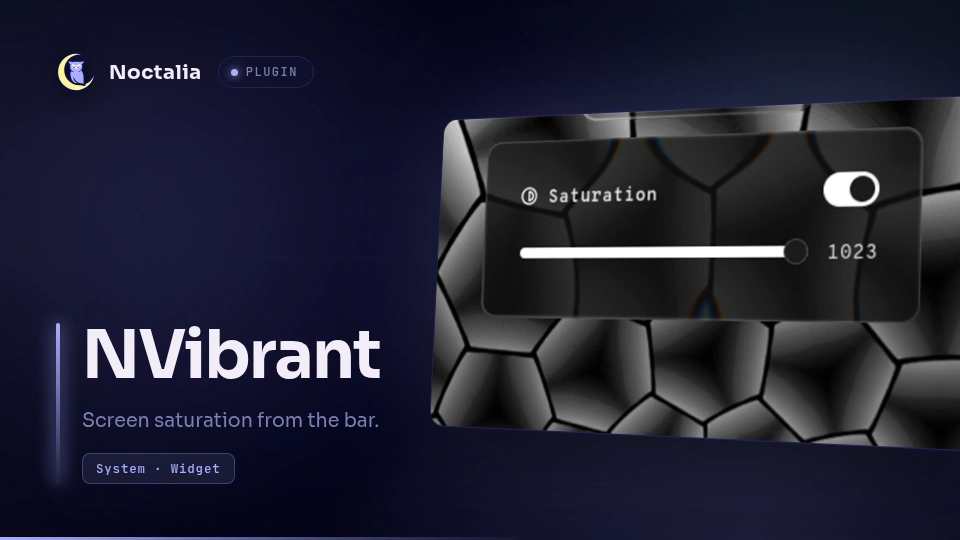 Noctalia
PLUGIN
Saturation
1023
NVibrant
Screen saturation from the bar.
System · Widget